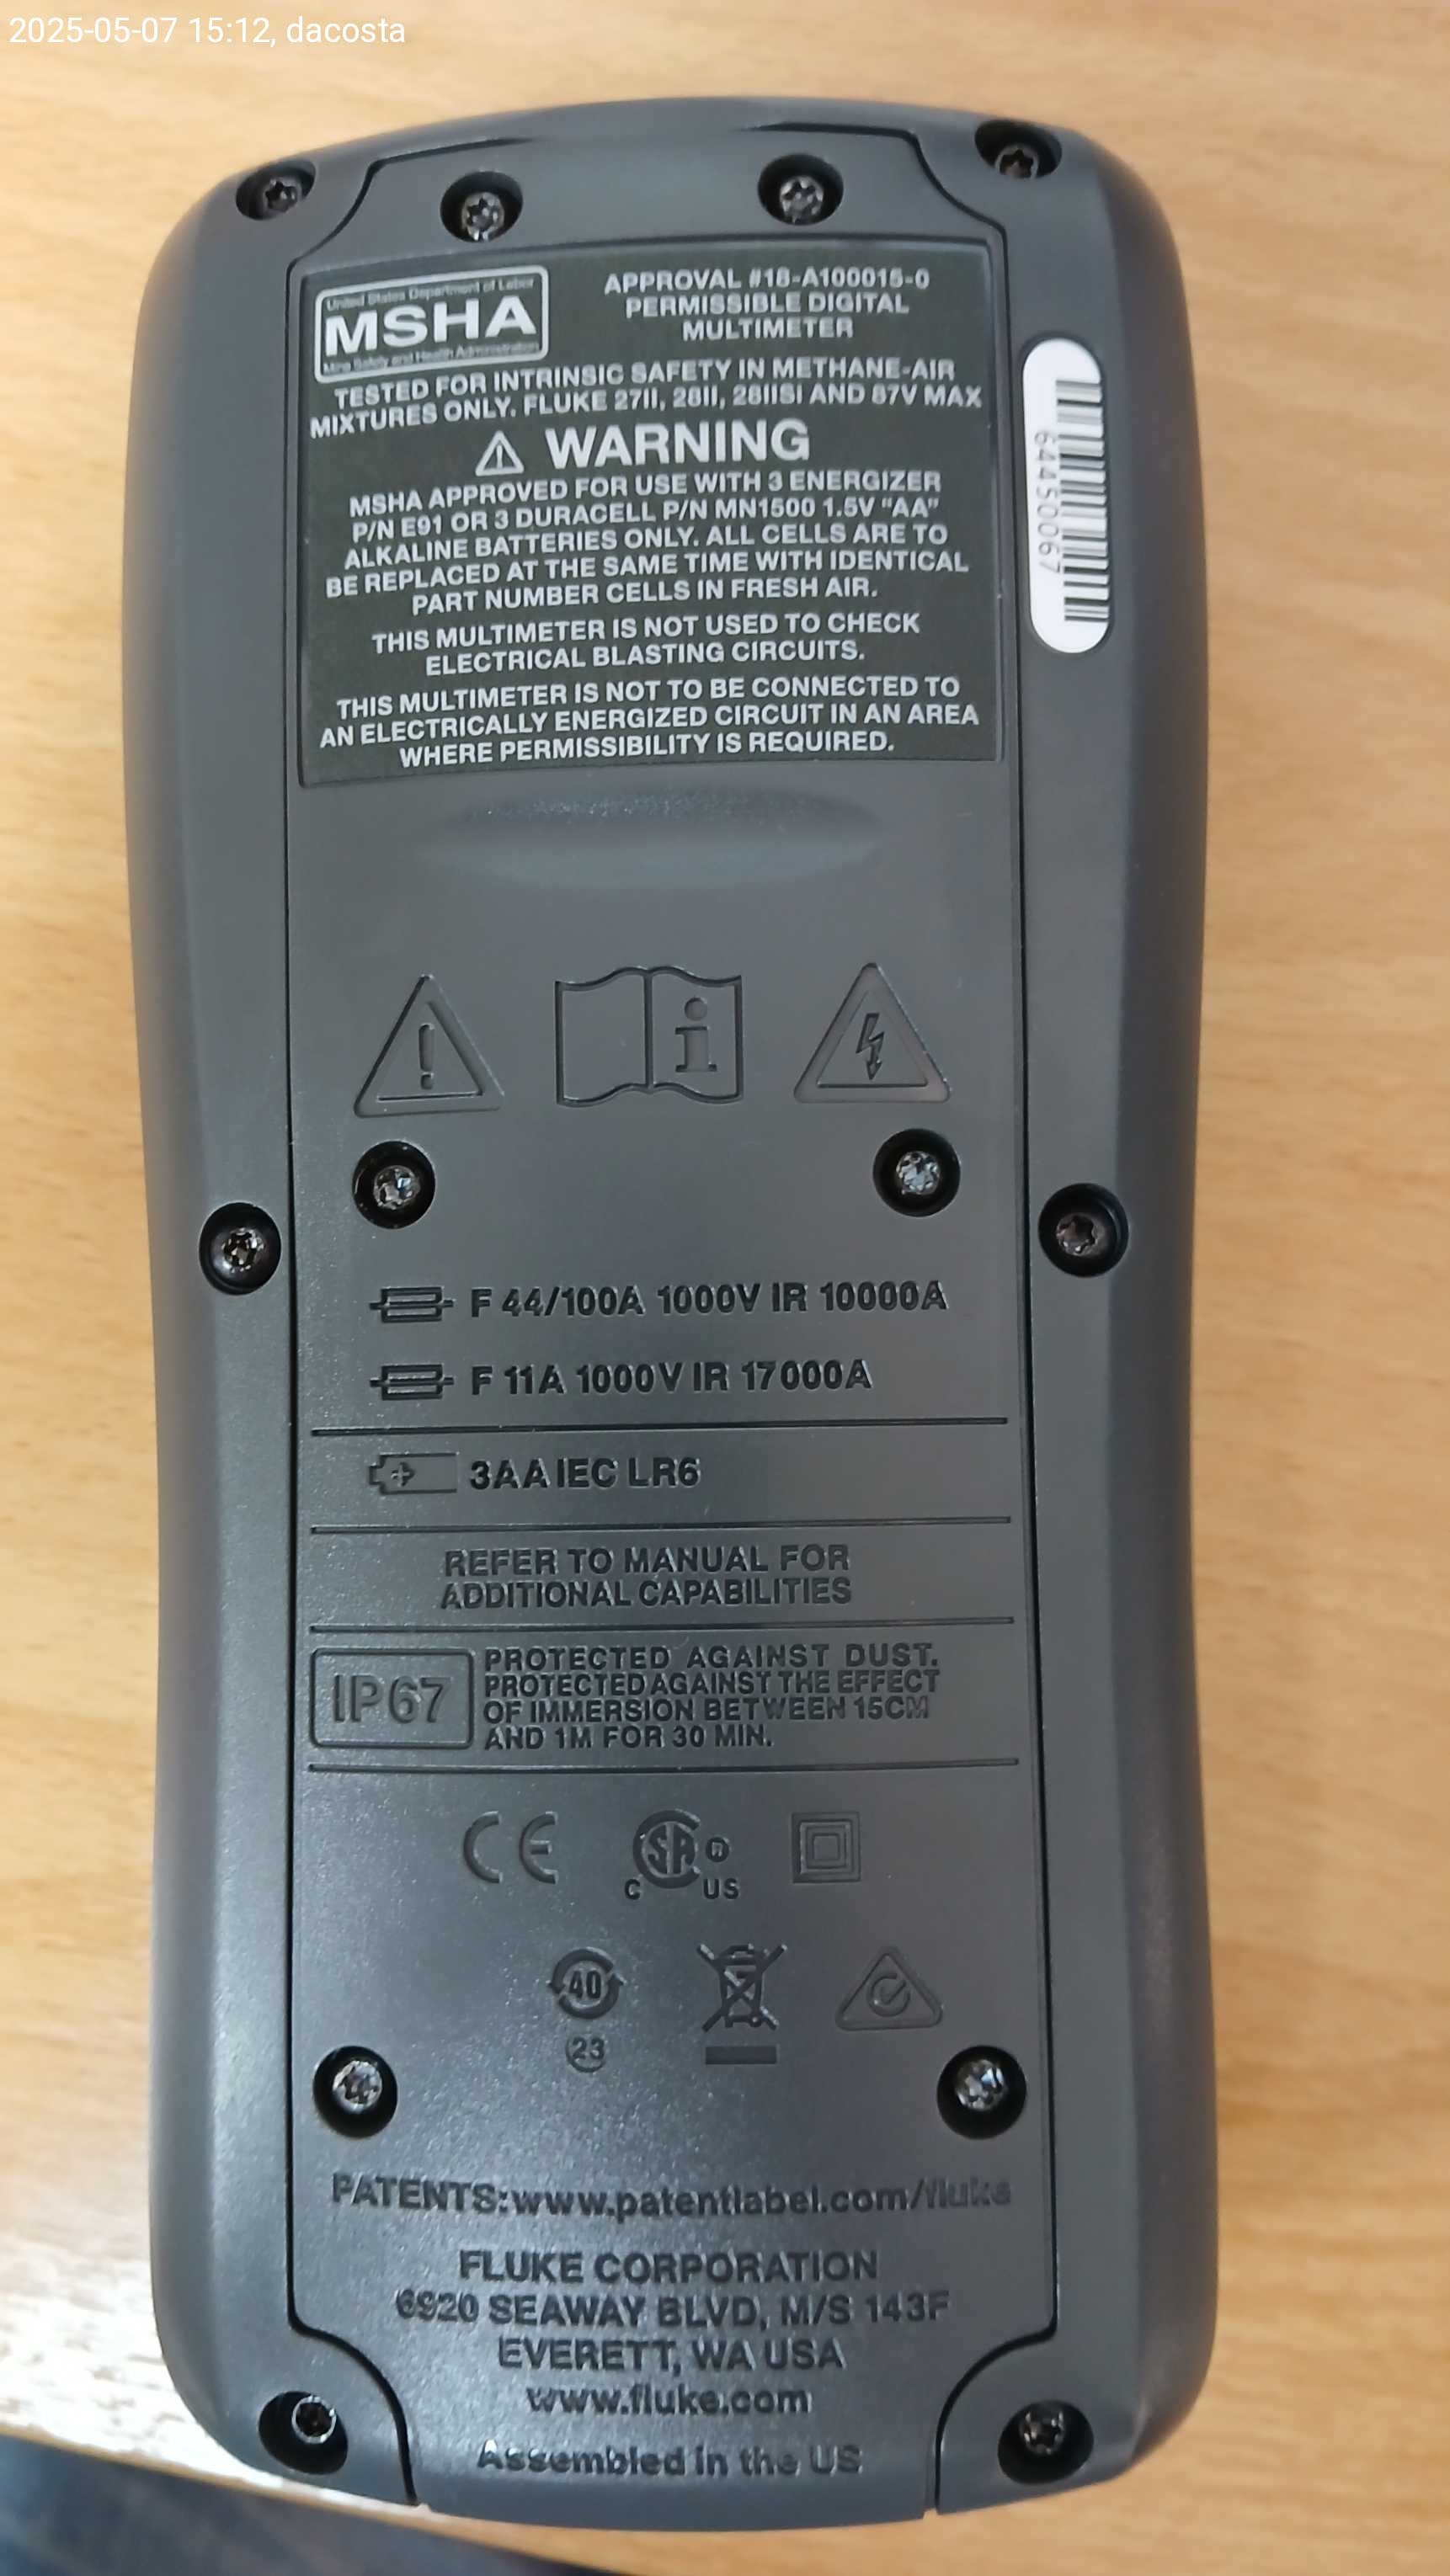 2025-05-07 15:12, dacosta
United States Department of Labor
MSHA
Mine Safety and Health Administration
APPROVAL #18-A100015-0
PERMISSIBLE DIGITAL
MULTIMETER
TESTED FOR INTRINSIC SAFETY IN METHANE-AIR
MIXTURES ONLY. FLUKE 27II, 28II, 28IISI AND 87V MAX
WARNING
MSHA APPROVED FOR USE WITH 3 ENERGIZER
P/N E91 OR 3 DURACELL P/N MN1500 1.5V "AA"
ALKALINE BATTERIES ONLY. ALL CELLS ARE TO
BE REPLACED AT THE SAME TIME WITH IDENTICAL
PART NUMBER CELLS IN FRESH AIR.
THIS MULTIMETER IS NOT USED TO CHECK
ELECTRICAL BLASTING CIRCUITS.
THIS MULTIMETER IS NOT TO BE CONNECTED TO
AN ELECTRICALLY ENERGIZED CIRCUIT IN AN AREA
WHERE PERMISSIBILITY IS REQUIRED.
64450067
F 44/100A 1000V IR 10000A
F 11A 1000V IR 17000A
3AA IEC LR6
REFER TO MANUAL FOR
ADDITIONAL CAPABILITIES
IP67
PROTECTED AGAINST DUST.
PROTECTED AGAINST THE EFFECT
OF IMMERSION BETWEEN 15CM
AND 1M FOR 30 MIN.
CE
C SA ® US
40
23
PATENTS:www.patentlabel.com/fluke
FLUKE CORPORATION
6920 SEAWAY BLVD, M/S 143F
EVERETT, WA USA
www.fluke.com
Assembled in the US